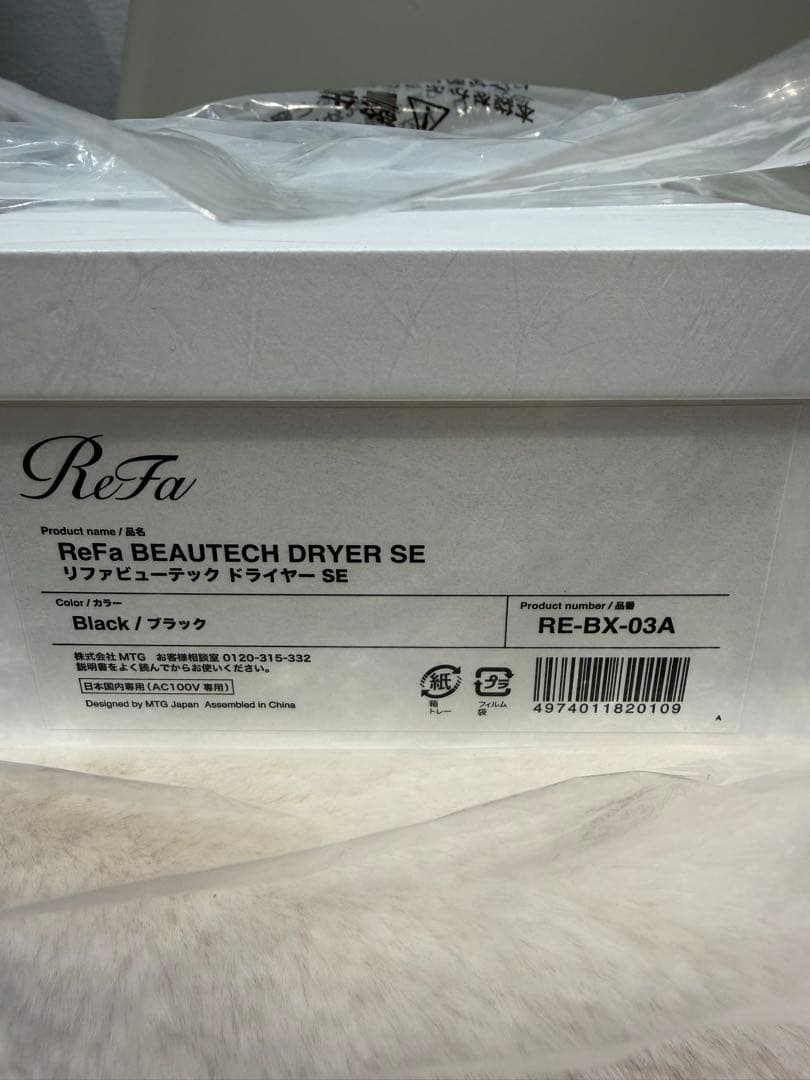 ReFa
Product name / 品名
ReFa BEAUTECH DRYER SE
リファビューテック ドライヤー SE
Color / カラー
Black / ブラック
Product number / 品番
RE-BX-03A
株式会社 MTG お客様相談室 0120-315-332
説明書をよく読んでからお使いください。
日本国内専用(AC100V 専用)
Designed by MTG Japan Assembled in China
紙
箱
トレー
プラ
フィルム
袋
4974011820109
A